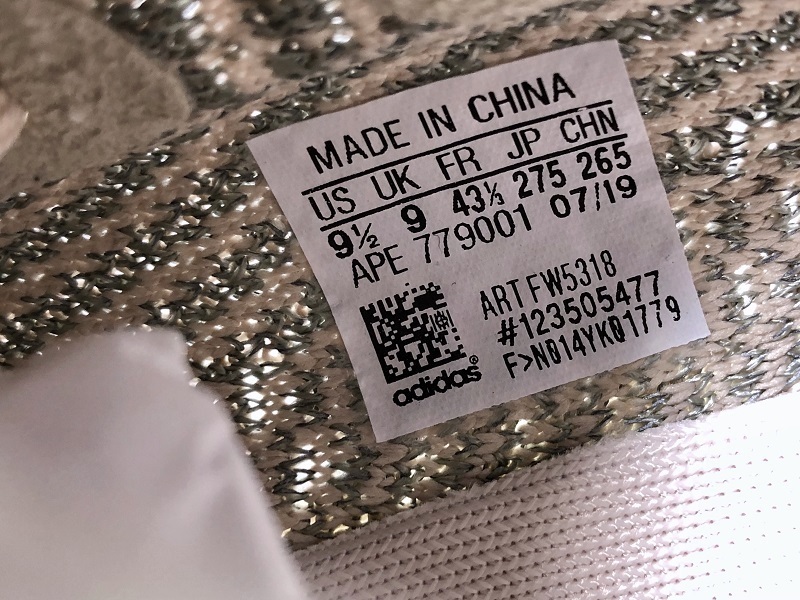 MADE IN CHINA
US UK FR JP CHN
9½ 9 43⅓ 275 265
APE 779001 07/19
ART FW5318
#123505477
F>N014YK01779
adidas®